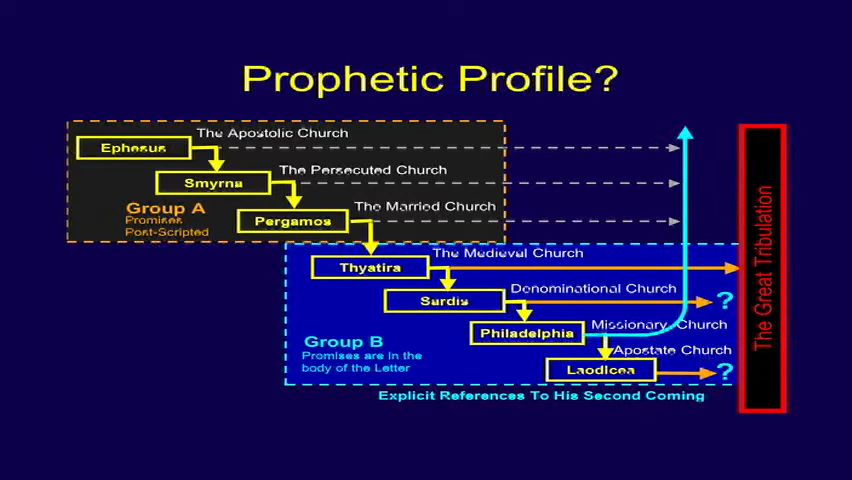 Prophetic Profile?
The Apostolic Church
Ephesus
The Persecuted Church
Smyrna
The Married Church
Group A
Promises
Post-Scripted
Pergamos
The Medieval Church
Thyatira
Denominational Church
Sardis
?
Missionary Church
Philadelphia
Group B
Promises are in the
body of the Letter
Apostate Church
Laodicea
?
Explicit References To His Second Coming
The Great Tribulation